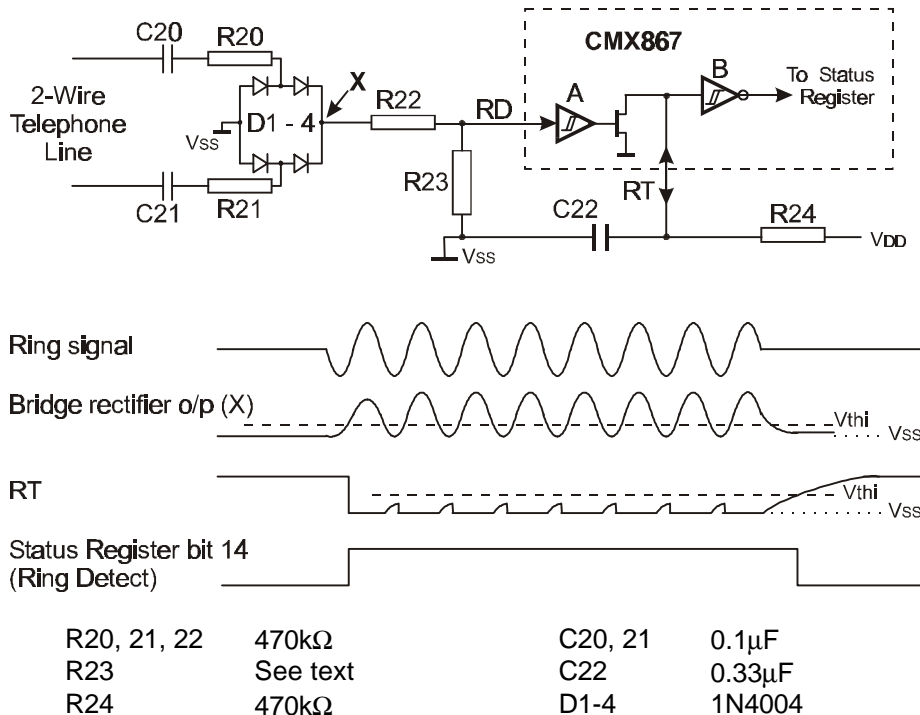 C20 R20
CMX867
X
B
A
To Status
Register
2-Wire
Telephone
Line
R22
RD
Vss
D1 - 4
R23
RT
C21 R21
C22
R24
VDD
Vss
Ring signal
Bridge rectifier o/p (X)
Vthi
Vss
RT
Vthi
Vss
Status Register bit 14
(Ring Detect)
R20, 21, 22 470kΩ C20, 21 0.1μF
R23 See text C22 0.33μF
R24 470kΩ D1-4 1N4004